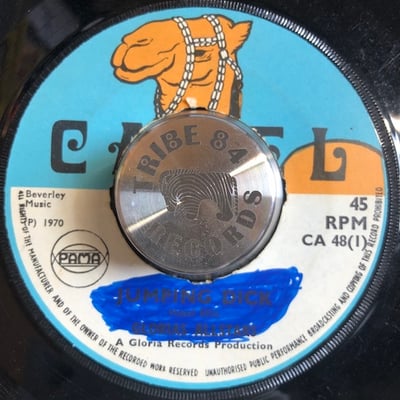 CAMEL
TRIBE 84
RECORDS
Beverley
Music
(P) 1970
PAMA
45
RPM
CA 48(1)
JUMPING DICK
A Gloria Records Production
ALL RIGHTS OF THE MANUFACTURER AND OF THE OWNER OF THE RECORDED WORK RESERVED UNAUTHORISED PUBLIC PERFORMANCE BROADCASTING AND COPYING OF THIS RECORD PROHIBITED